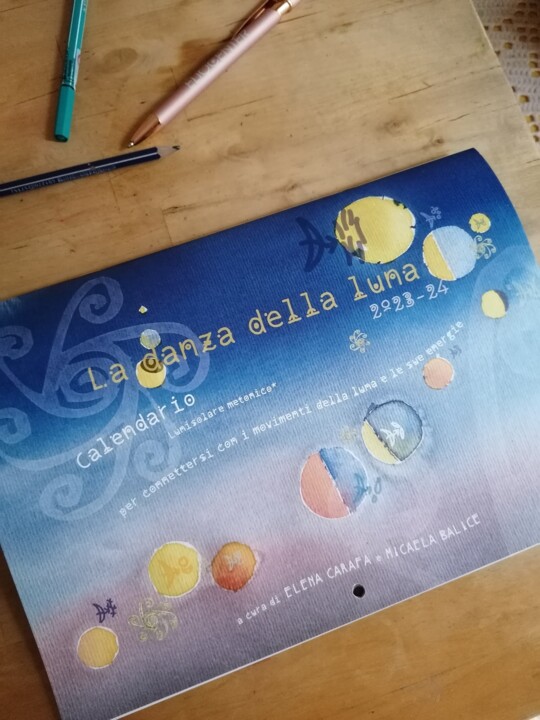 La danza della luna
2023-24
Calendario
Lunisolare metonico*
per connettersi con i movimenti della luna e le sue energie
a cura di ELENA CARAFA e MICAELA BALICE